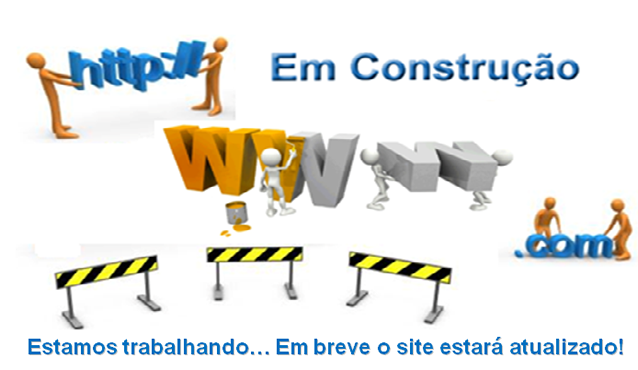 http://
Em Construção
WWW
.com
Estamos trabalhando... Em breve o site estará atualizado!